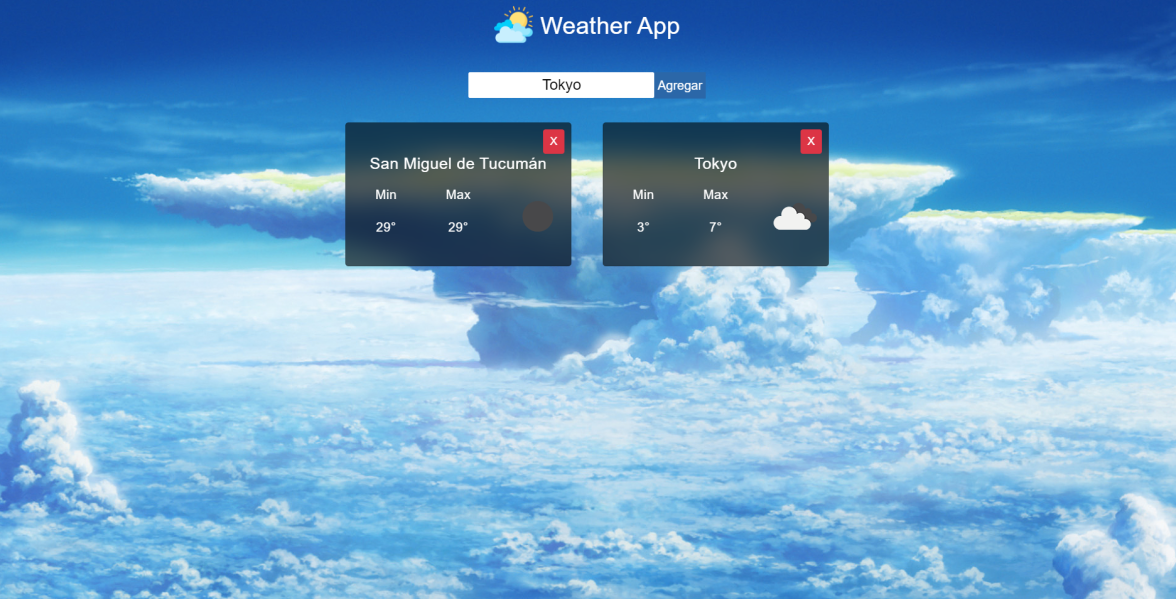 Weather App
Tokyo
Agregar
X
San Miguel de Tucumán
Min Max
29° 29°
X
Tokyo
Min Max
3° 7°